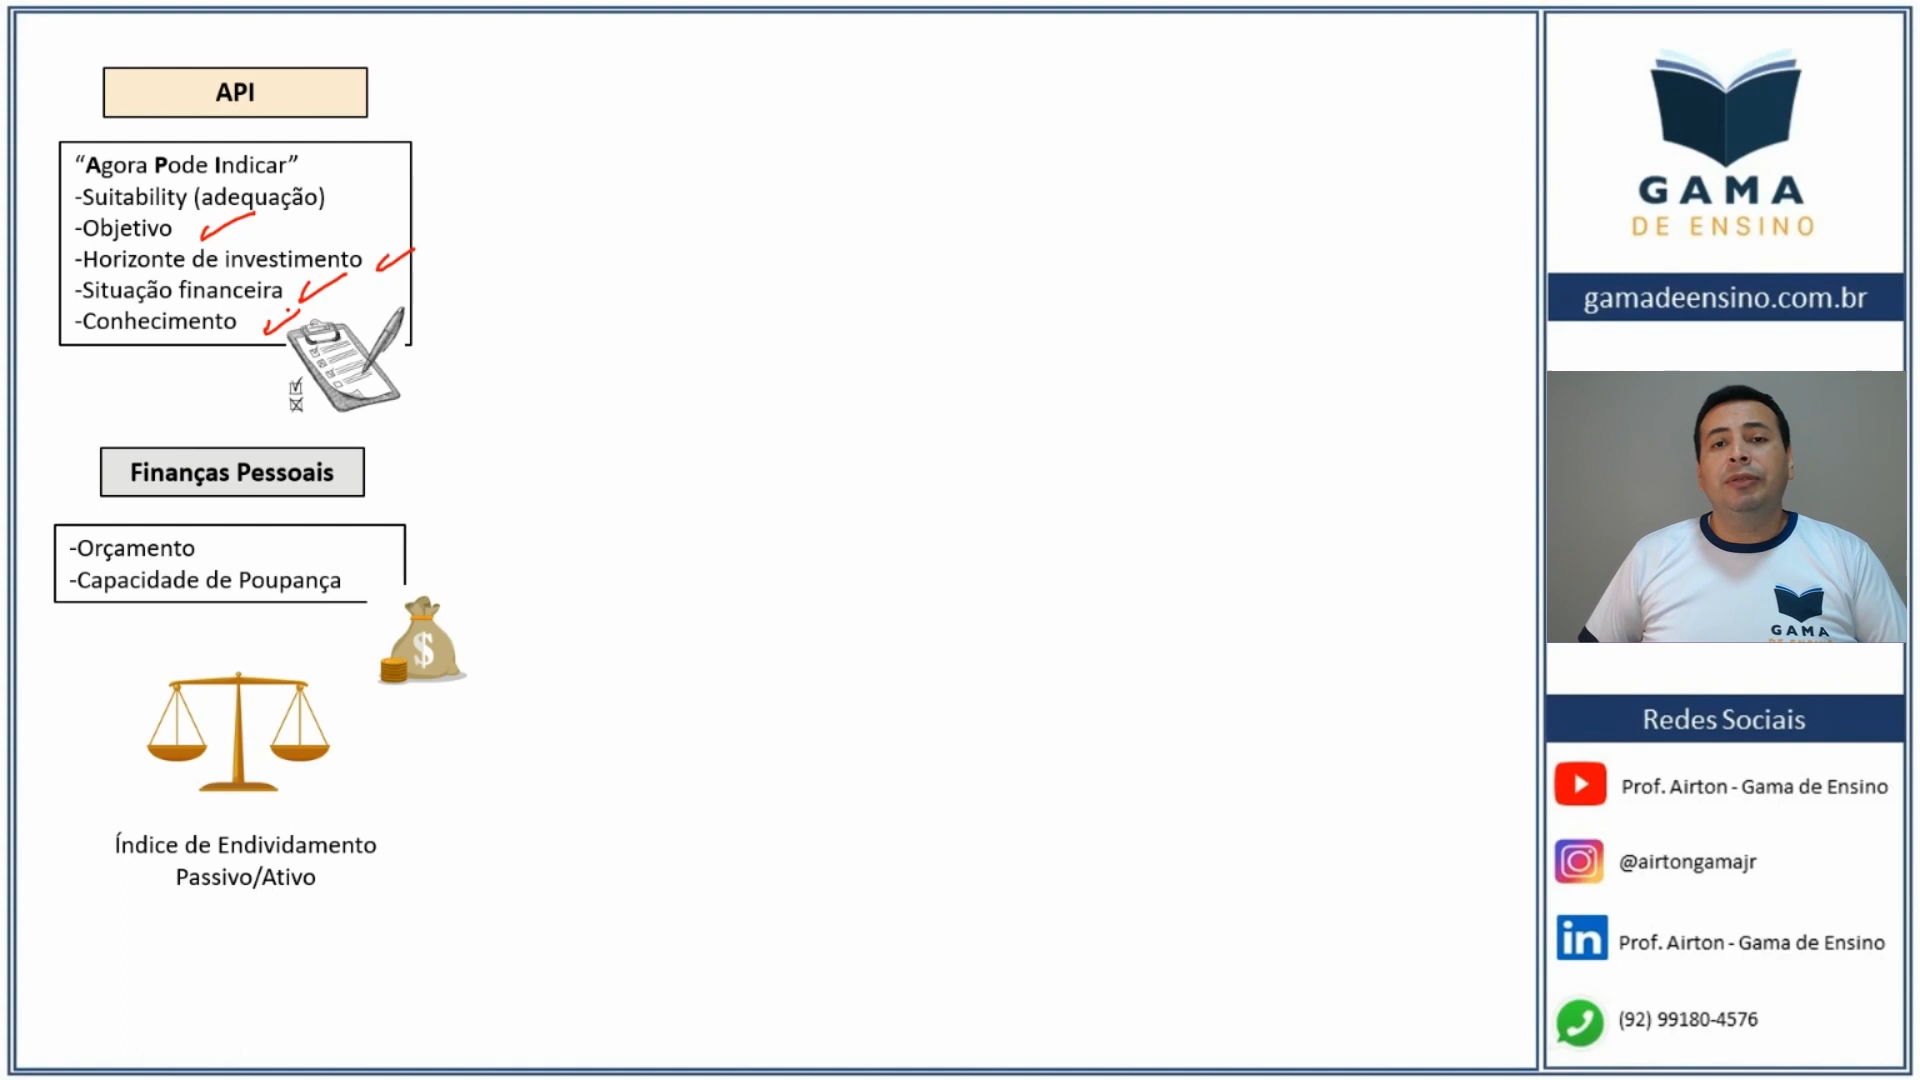 API
“Agora Pode Indicar”
-Suitability (adequação)
-Objetivo
-Horizonte de investimento
-Situação financeira
-Conhecimento
Finanças Pessoais
-Orçamento
-Capacidade de Poupança
$
Índice de Endividamento
Passivo/Ativo
GAMA
DE ENSINO
gamadeensino.com.br
GAMA
Redes Sociais
Prof. Airton - Gama de Ensino
@airtongamajr
in
Prof. Airton - Gama de Ensino
(92) 99180-4576